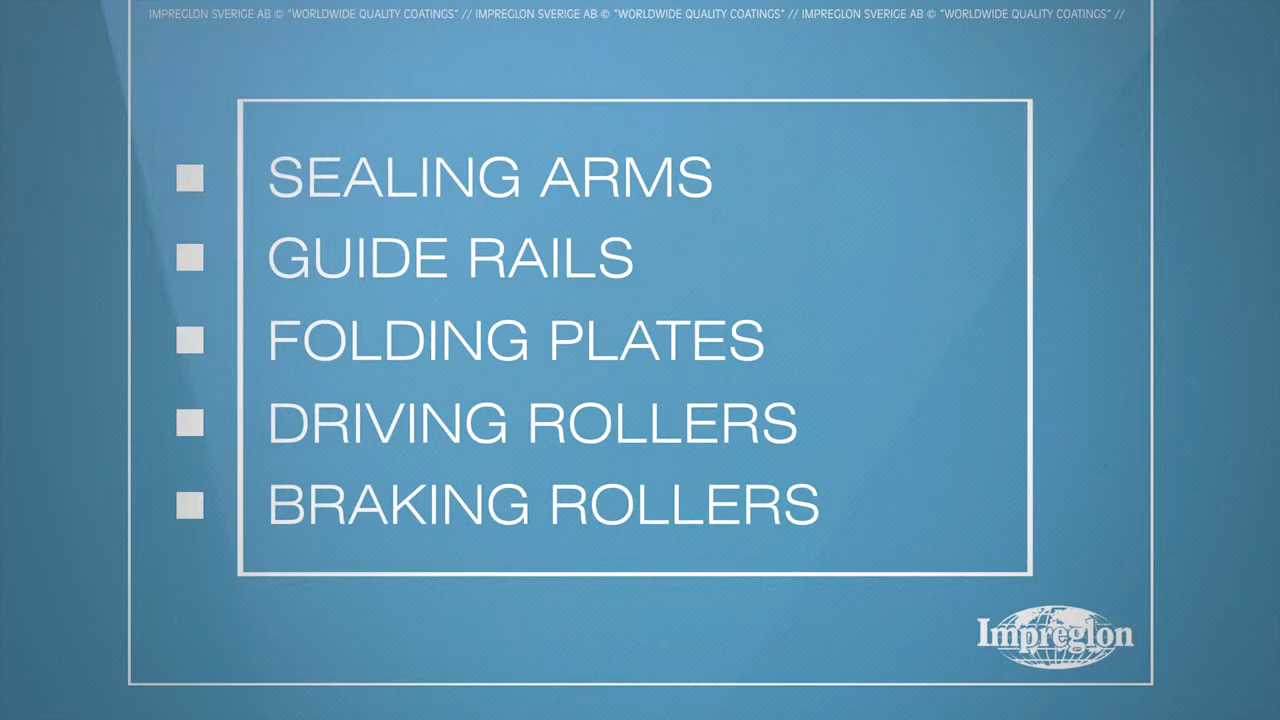 IMPREGLON SVERIGE AB © "WORLDWIDE QUALITY COATINGS" // IMPREGLON SVERIGE AB © "WORLDWIDE QUALITY COATINGS" // IMPREGLON SVERIGE AB © "WORLDWIDE QUALITY COATINGS" //
SEALING ARMS
GUIDE RAILS
FOLDING PLATES
DRIVING ROLLERS
BRAKING ROLLERS
Impreglon